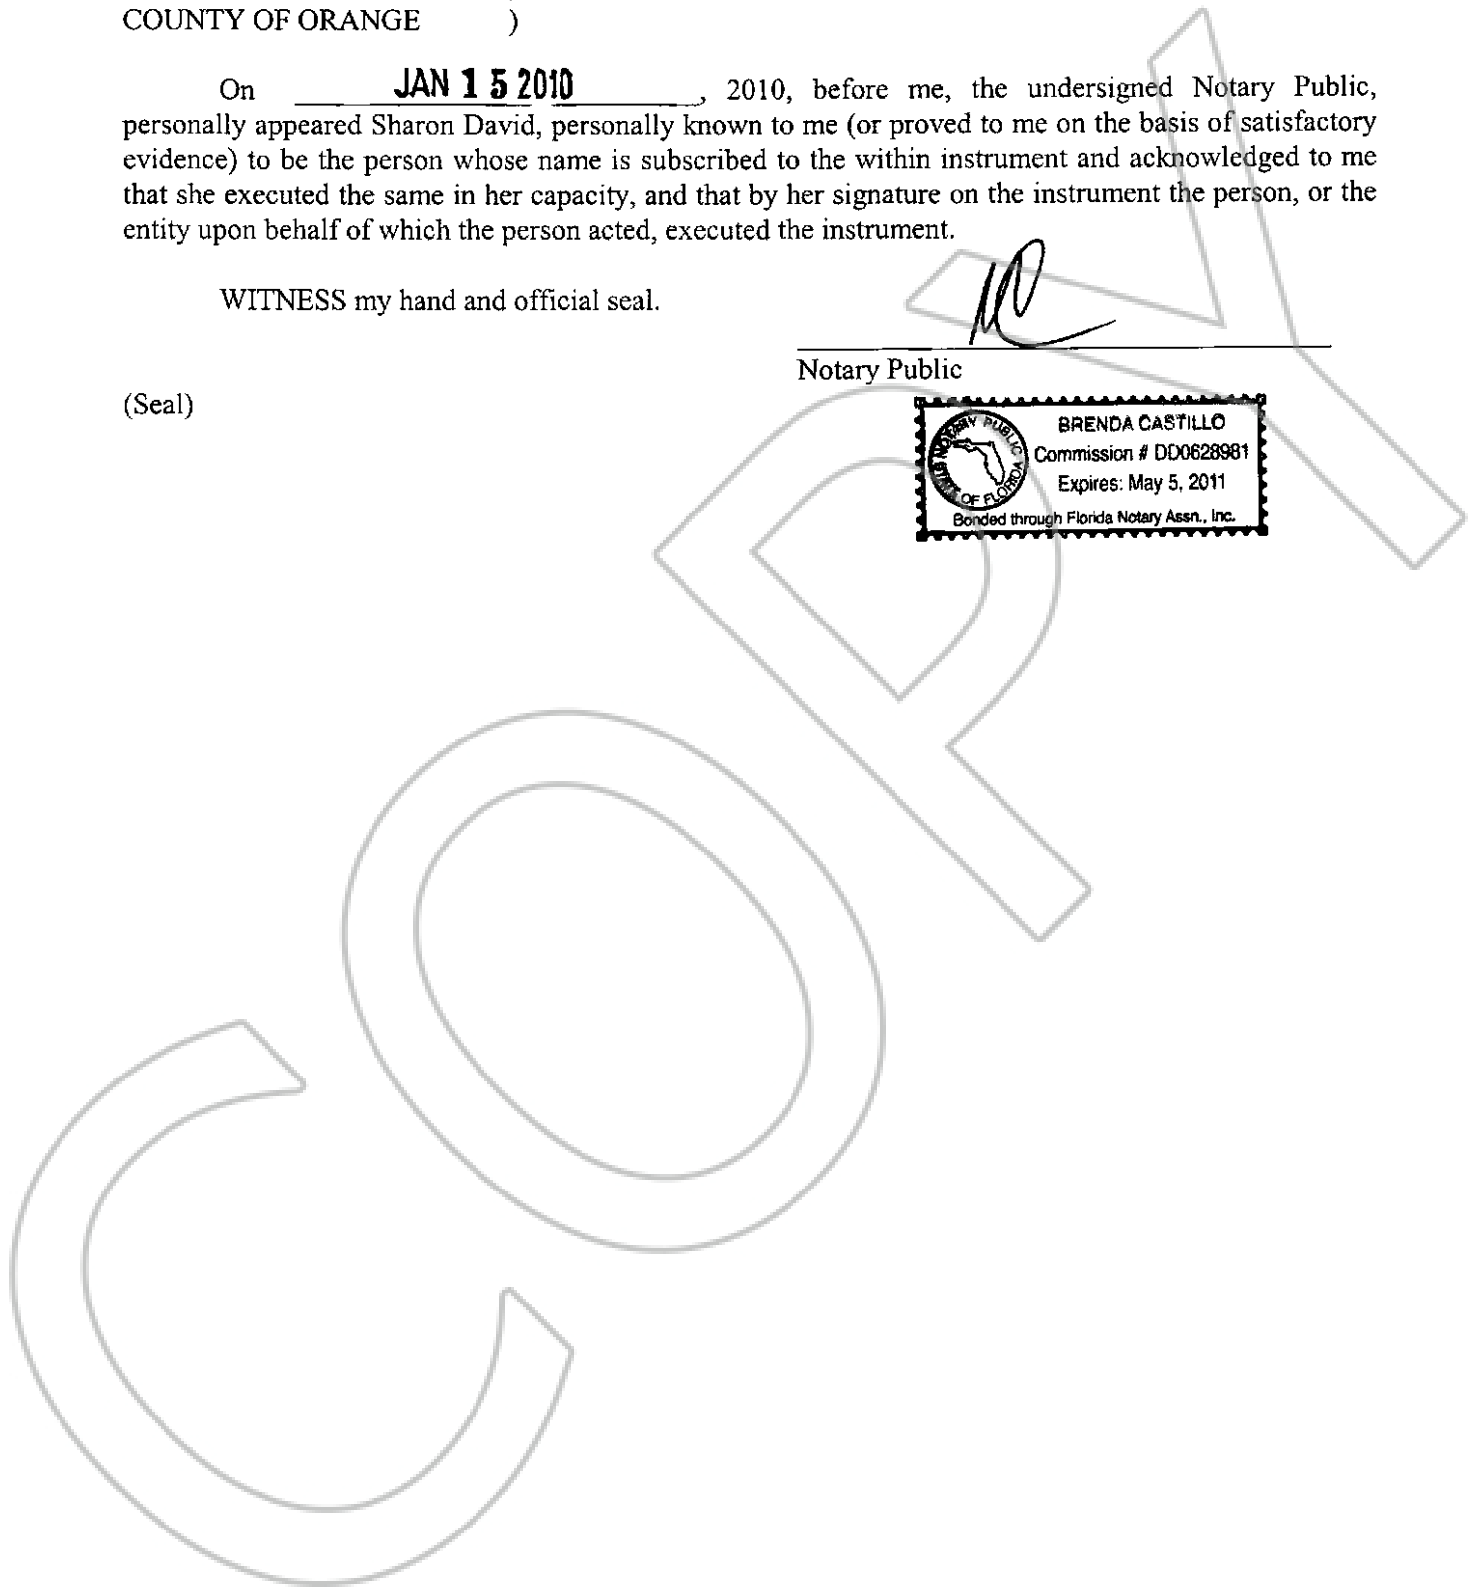 COUNTY OF ORANGE )
On JAN 15 2010, 2010, before me, the undersigned Notary Public,
personally appeared Sharon David, personally known to me (or proved to me on the basis of satisfactory
evidence) to be the person whose name is subscribed to the within instrument and acknowledged to me
that she executed the same in her capacity, and that by her signature on the instrument the person, or the
entity upon behalf of which the person acted, executed the instrument.
WITNESS my hand and official seal.
Notary Public
(Seal)
BRENDA CASTILLO
Commission # DD0628981
Expires: May 5, 2011
Bonded through Florida Notary Assn., Inc.
NOTARY PUBLIC
STATE OF FLORIDA
COPY